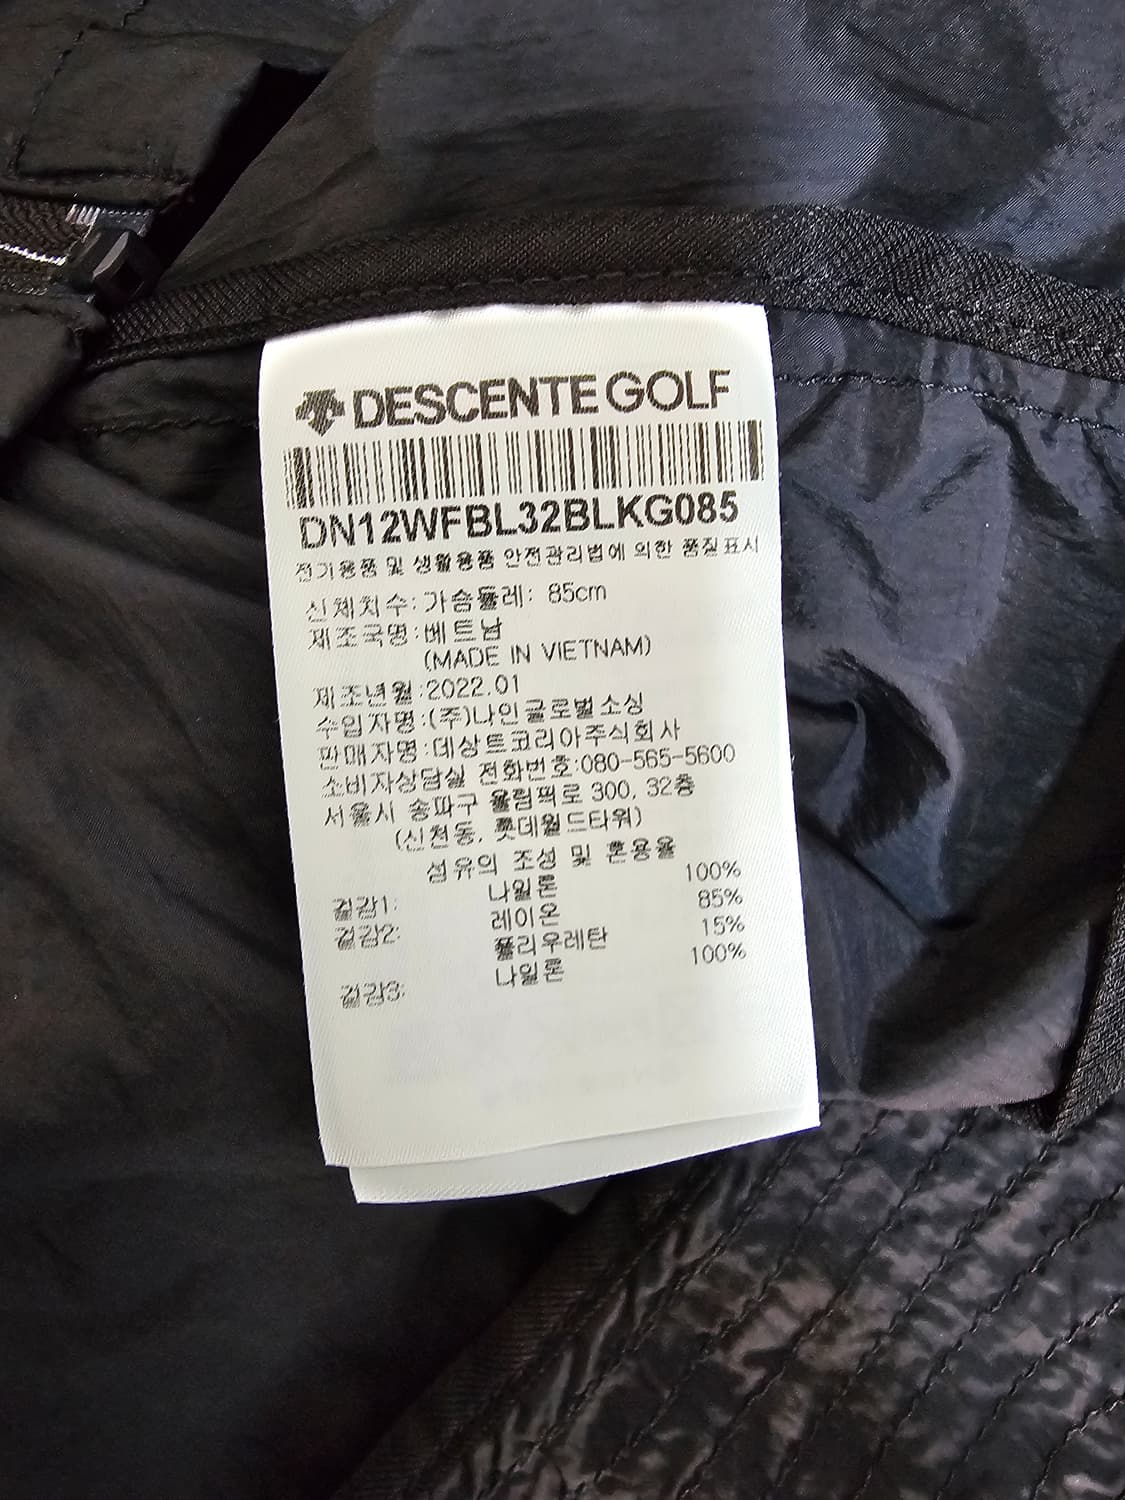 DESCENTE GOLF
DN12WFBL32BLKG085
전기용품 및 생활용품 안전관리법에 의한 품질표시
신체치수: 가슴둘레: 85cm
제조국명:베트남
(MADE IN VIETNAM)
제조년월:2022.01
수입자명:(주)나인글로벌소싱
판매자명:데상트코리아주식회사
소비자상담실 전화번호:080-565-5600
서울시 송파구 올림픽로 300, 32층
(신천동, 롯데월드타워)
섬유의 조성 및 혼용율
겉감1: 나일론 100%
겉감2: 레이온 85%
폴리우레탄 15%
겉감3: 나일론 100%